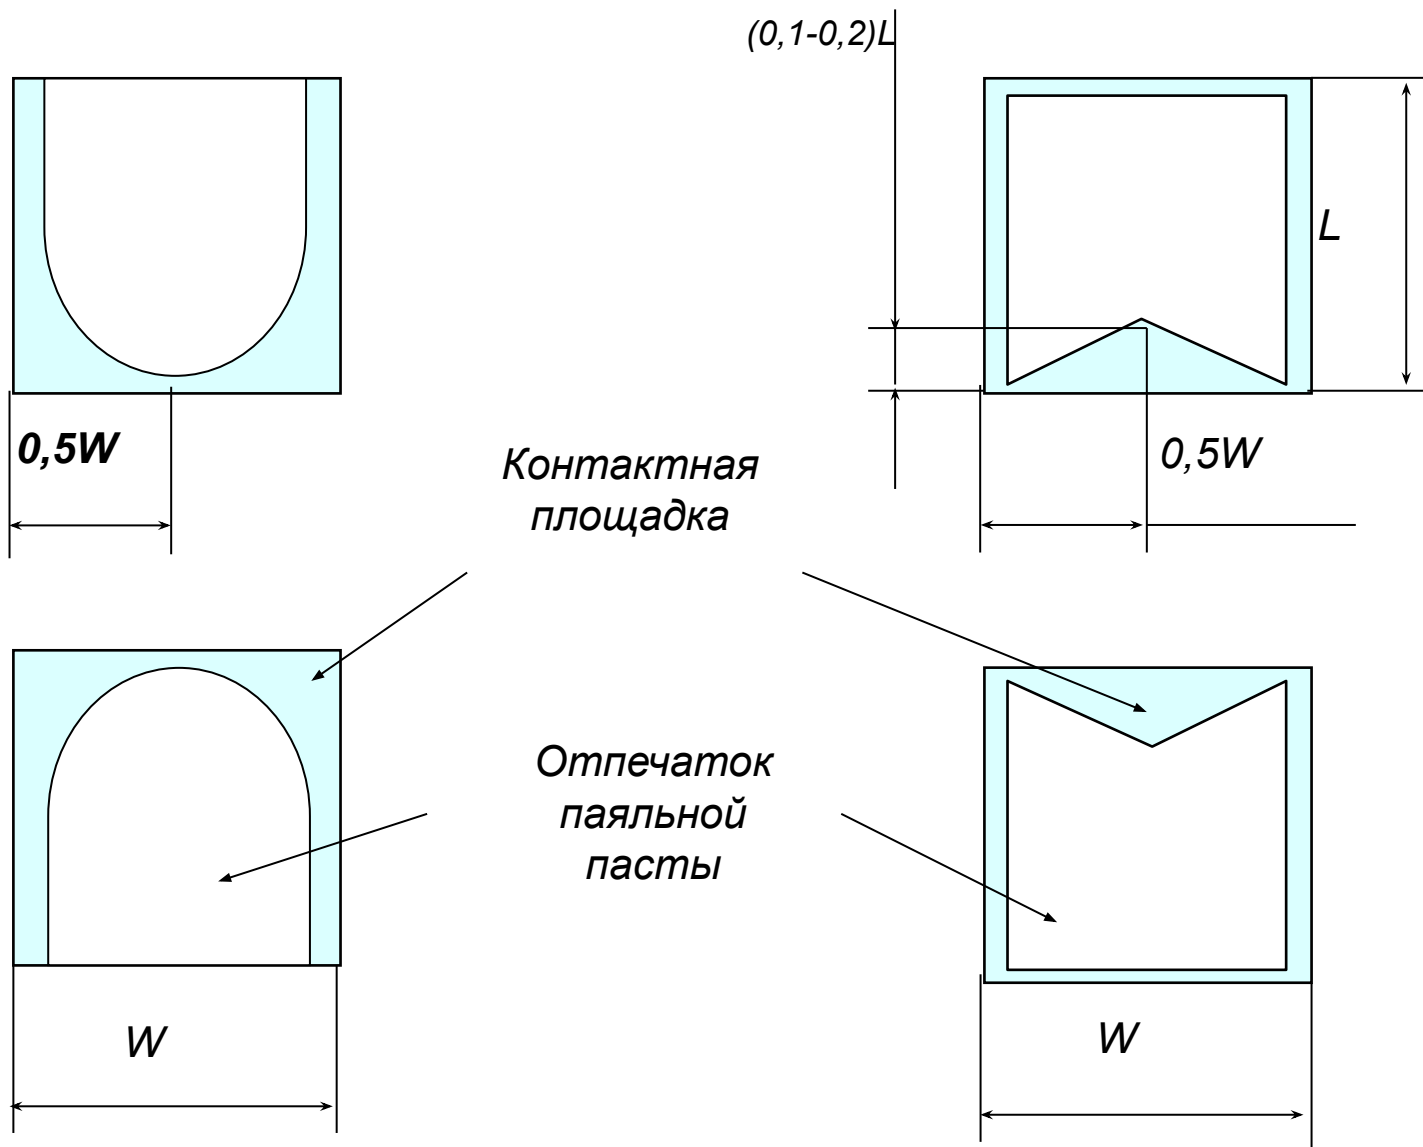 (0,1-0,2)L
L
0,5W
0,5W
Контактная
площадка
Отпечаток
паяльной
пасты
W
W